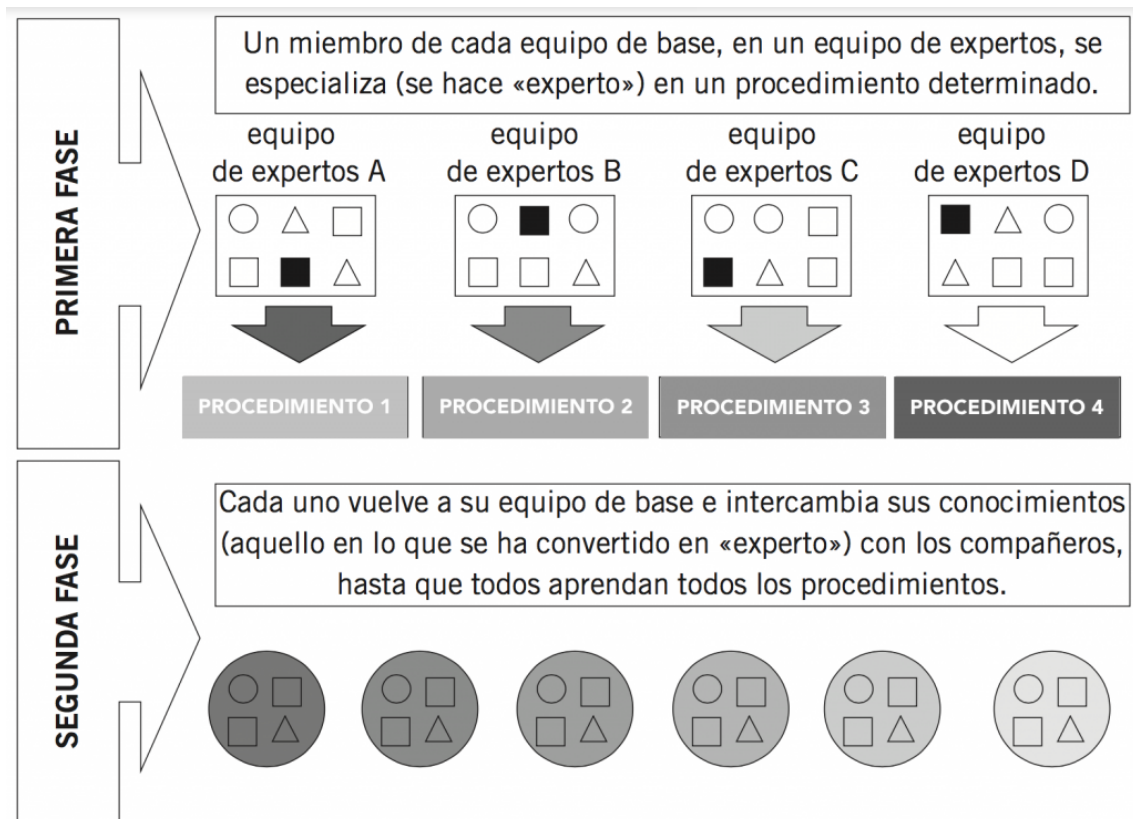 PRIMERA FASE
Un miembro de cada equipo de base, en un equipo de expertos, se
especializa (se hace «experto») en un procedimiento determinado.
equipo
de expertos A
equipo
de expertos B
equipo
de expertos C
equipo
de expertos D
PROCEDIMIENTO 1
PROCEDIMIENTO 2
PROCEDIMIENTO 3
PROCEDIMIENTO 4
SEGUNDA FASE
Cada uno vuelve a su equipo de base e intercambia sus conocimientos
(aquello en lo que se ha convertido en «experto») con los compañeros,
hasta que todos aprendan todos los procedimientos.